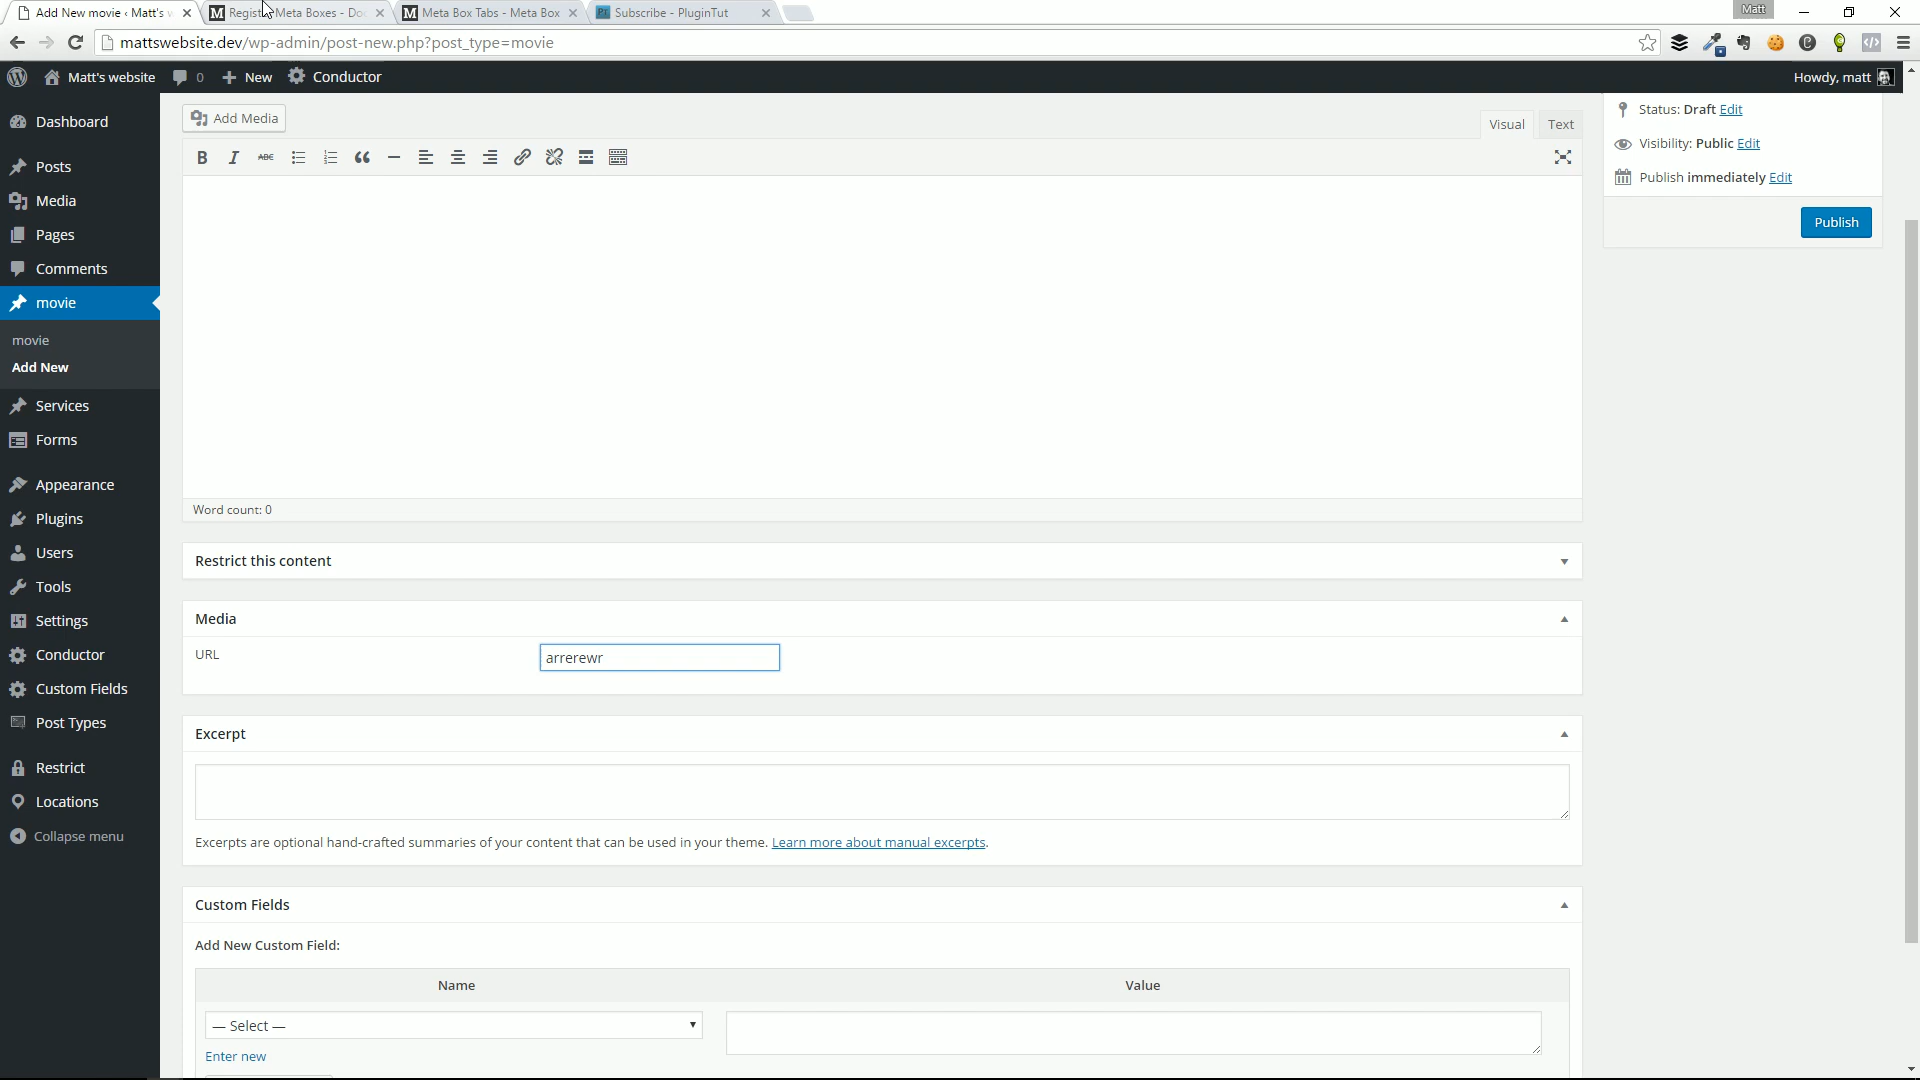 Add New movie ‹ Matt's w
Regist Meta Boxes - Do
Meta Box Tabs - Meta Box
Subscribe - PluginTut
Matt
mattswebsite.dev/wp-admin/post-new.php?post_type=movie
Matt's website
0
New
Conductor
Howdy, matt
Dashboard
Posts
Media
Pages
Comments
movie
movie
Add New
Services
Forms
Appearance
Plugins
Users
Tools
Settings
Conductor
Custom Fields
Post Types
Restrict
Locations
Collapse menu
Add Media
Visual
Text
B I ABC
Word count: 0
Restrict this content
Media
URL
arrerewr
Excerpt
Excerpts are optional hand-crafted summaries of your content that can be used in your theme. Learn more about manual excerpts.
Custom Fields
Add New Custom Field:
Name
Value
— Select —
Enter new
Status: Draft Edit
Visibility: Public Edit
Publish immediately Edit
Publish